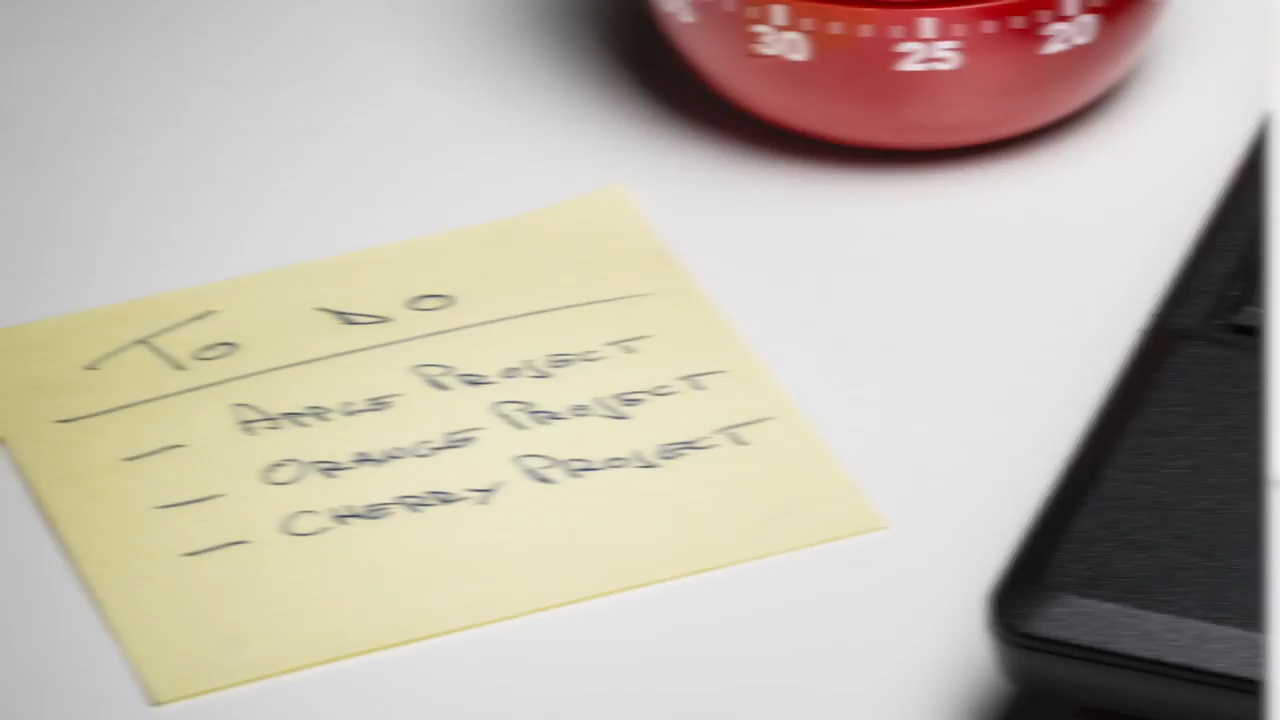 30 25 20
To Do
- APPLE PROJECT
- ORANGE PROJECT
- CHERRY PROJECT